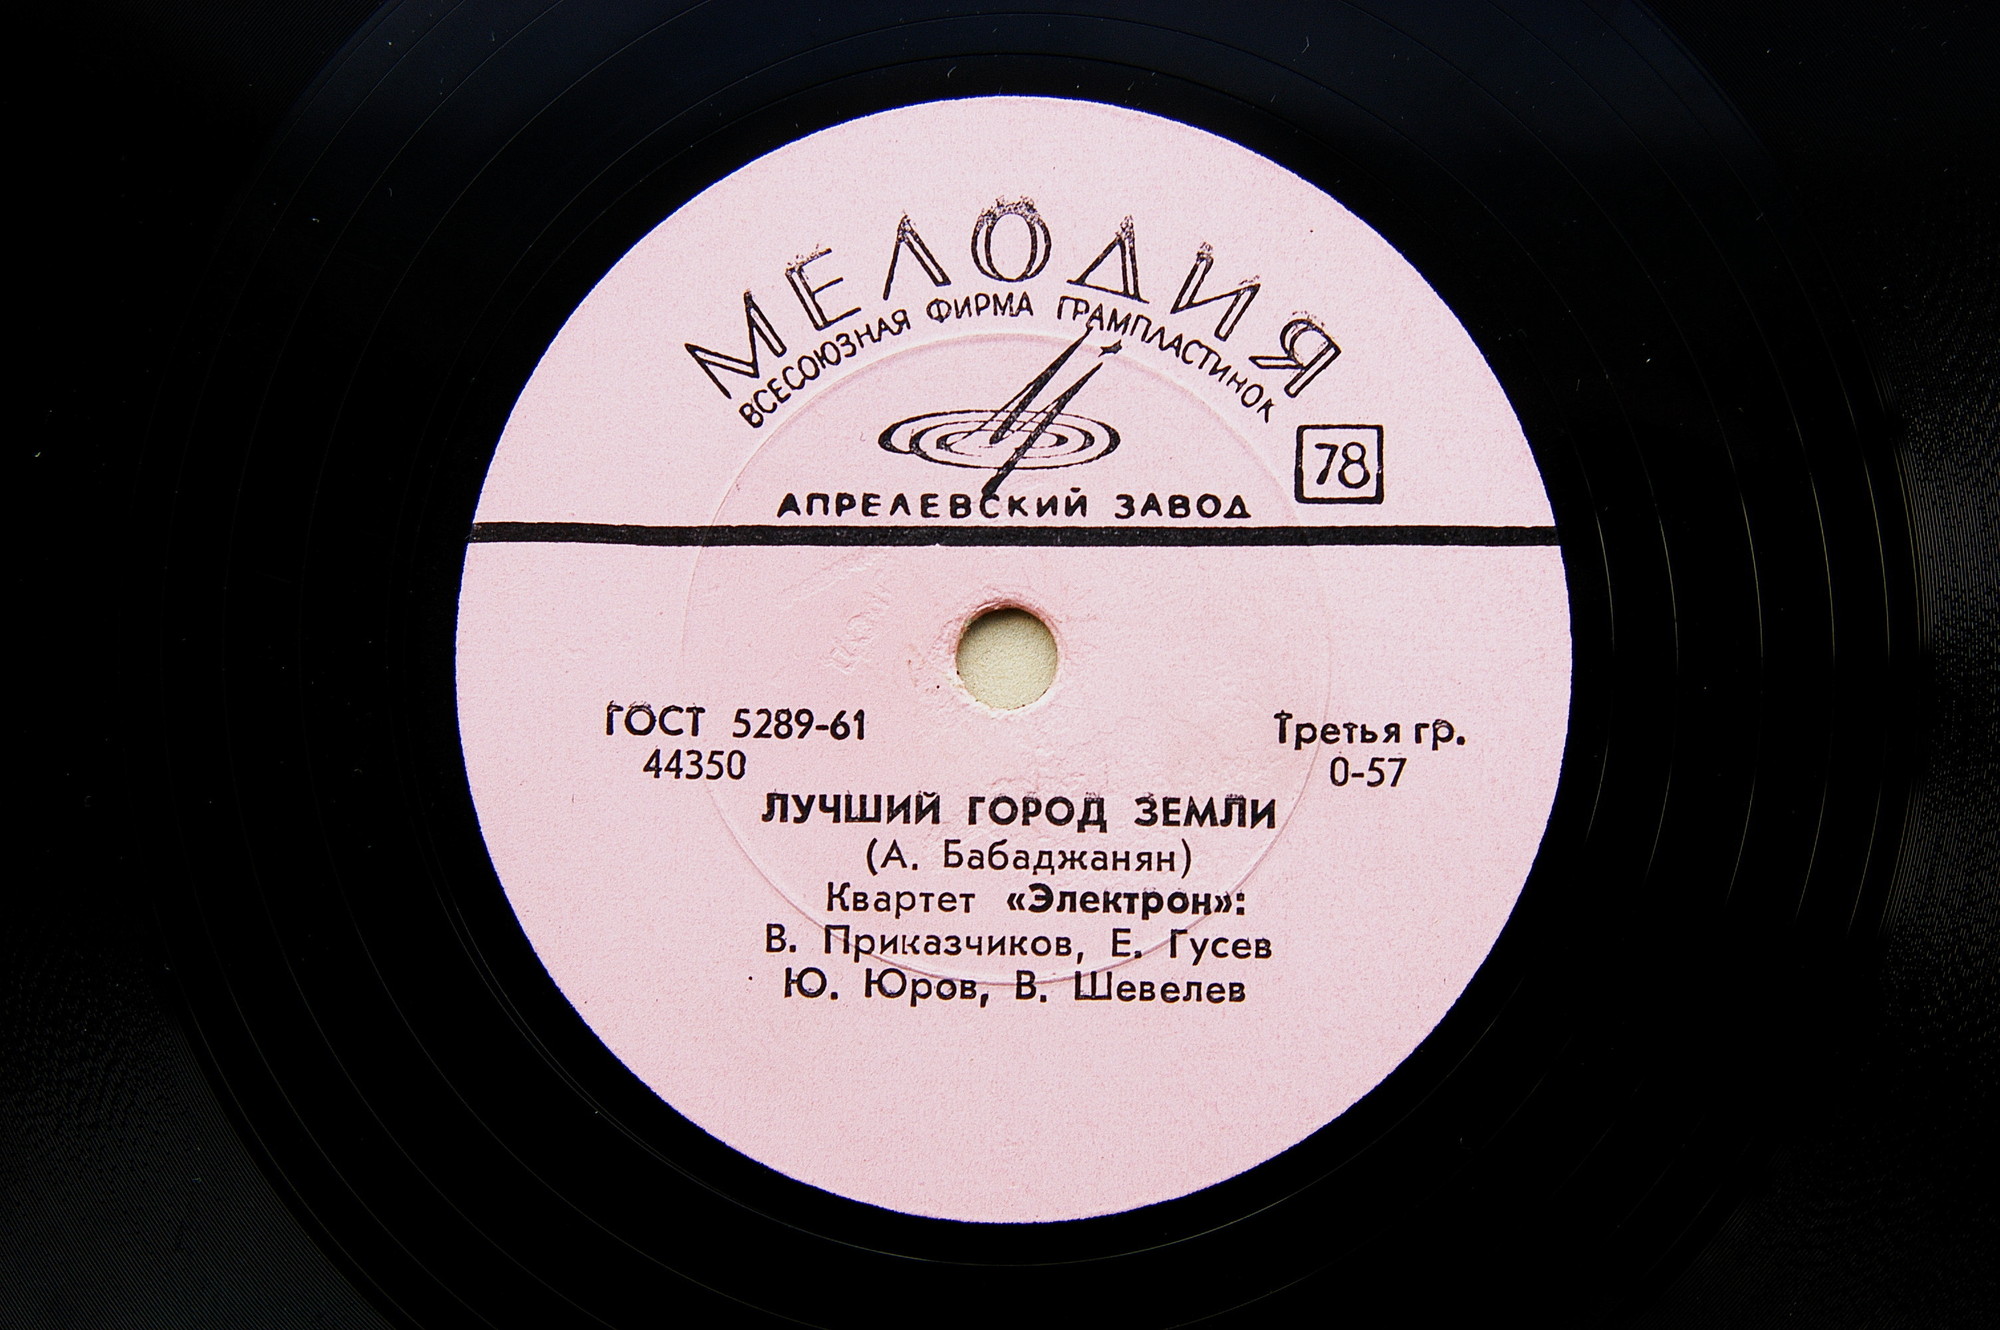 МЕЛОДИЯ
ВСЕСОЮЗНАЯ ФИРМА ГРАМПЛАСТИНОК
78
АПРЕЛЕВСКИЙ ЗАВОД
ГОСТ 5289-61
Третья гр.
44350
0-57
ЛУЧШИЙ ГОРОД ЗЕМЛИ
(А. Бабаджанян)
Квартет «Электрон»:
В. Приказчиков, Е. Гусев
Ю. Юров, В. Шевелев